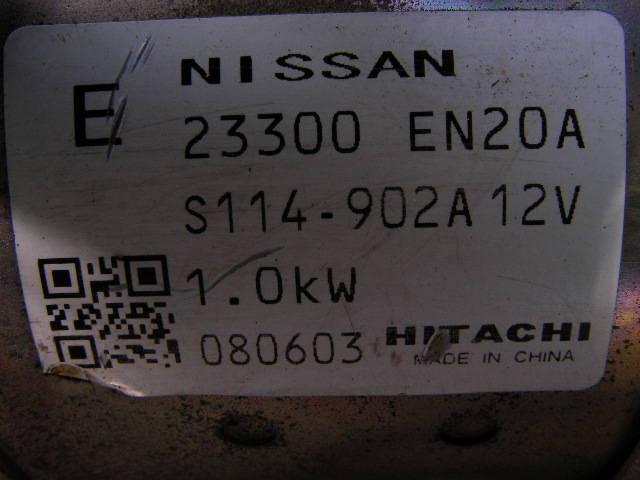 E NISSAN
23300 EN20A
S114-902A 12V
1.0kW
080603 HITACHI
MADE IN CHINA